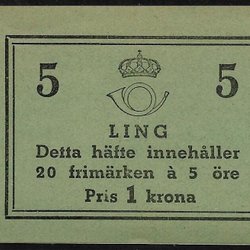 5 5
LING
Detta häfte innehåller
20 frimärken à 5 öre
Pris 1 krona